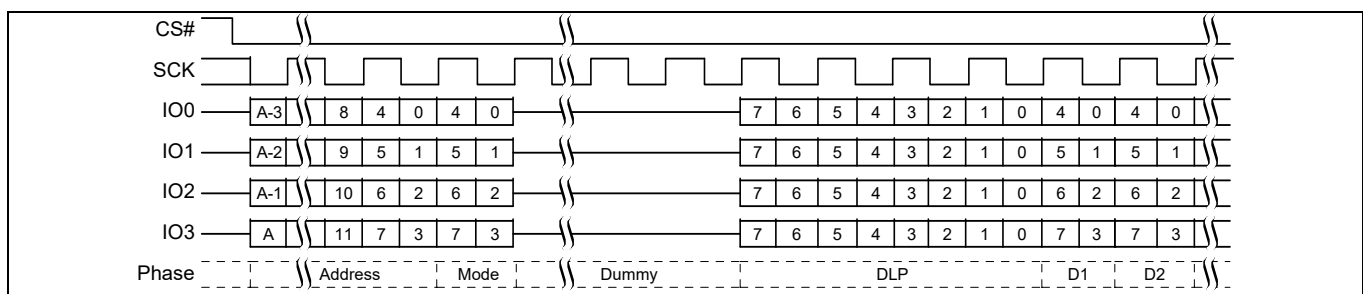 CS#
SCK
IO0 A-3 8 4 0 4 0 7 6 5 4 3 2 1 0 4 0 4 0
IO1 A-2 9 5 1 5 1 7 6 5 4 3 2 1 0 5 1 5 1
IO2 A-1 10 6 2 6 2 7 6 5 4 3 2 1 0 6 2 6 2
IO3 A 11 7 3 7 3 7 6 5 4 3 2 1 0 7 3 7 3
Phase Address Mode Dummy DLP D1 D2